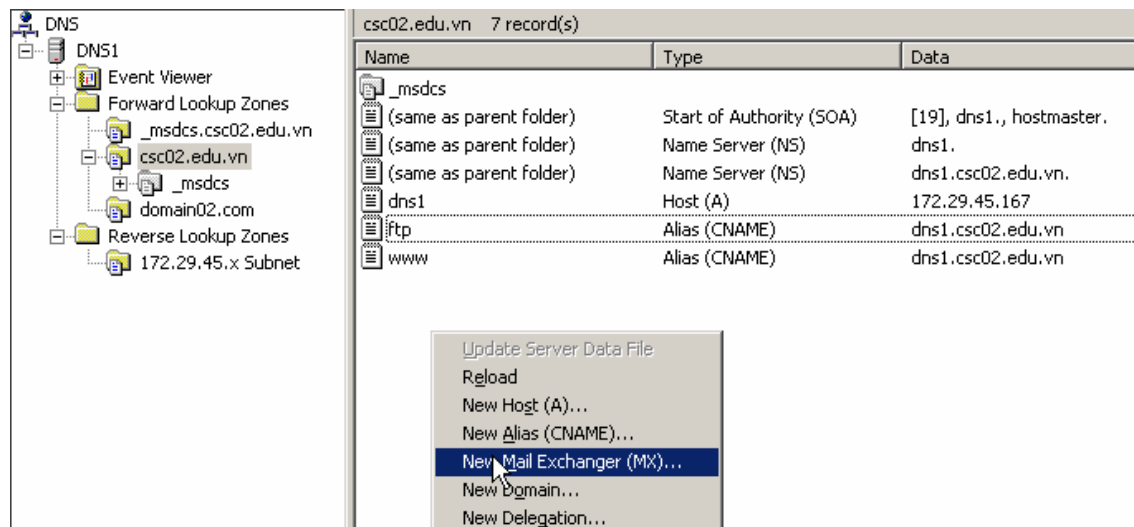 DNS
DNS1
Event Viewer
Forward Lookup Zones
_msdcs.csc02.edu.vn
csc02.edu.vn
_msdcs
domain02.com
Reverse Lookup Zones
172.29.45.x Subnet
csc02.edu.vn 7 record(s)
Name Type Data
_msdcs
(same as parent folder) Start of Authority (SOA) [19], dns1., hostmaster.
(same as parent folder) Name Server (NS) dns1.
(same as parent folder) Name Server (NS) dns1.csc02.edu.vn.
dns1 Host (A) 172.29.45.167
ftp Alias (CNAME) dns1.csc02.edu.vn
www Alias (CNAME) dns1.csc02.edu.vn
Update Server Data File
Reload
New Host (A)...
New Alias (CNAME)...
New Mail Exchanger (MX)...
New Domain...
New Delegation...